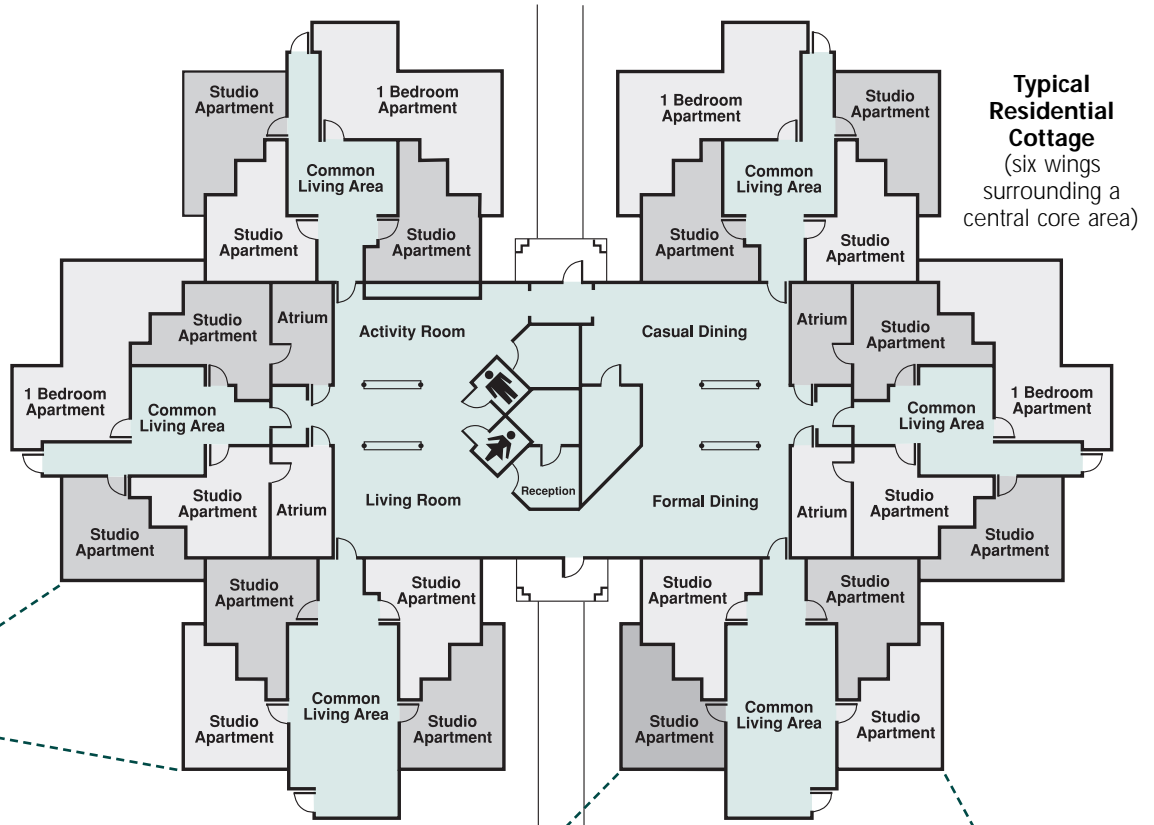 Typical
Residential
Cottage
(six wings
surrounding a
central core area)
Studio
Apartment
1 Bedroom
Apartment
1 Bedroom
Apartment
Studio
Apartment
Common
Living Area
Common
Living Area
Studio
Apartment
Studio
Apartment
Studio
Apartment
Studio
Apartment
Studio
Apartment
Atrium
Activity Room
Casual Dining
Atrium
Studio
Apartment
1 Bedroom
Apartment
Common
Living Area
Common
Living Area
1 Bedroom
Apartment
Studio
Apartment
Atrium
Living Room
Reception
Formal Dining
Atrium
Studio
Apartment
Studio
Apartment
Studio
Apartment
Studio
Apartment
Studio
Apartment
Studio
Apartment
Studio
Apartment
Studio
Apartment
Common
Living Area
Studio
Apartment
Studio
Apartment
Common
Living Area
Studio
Apartment